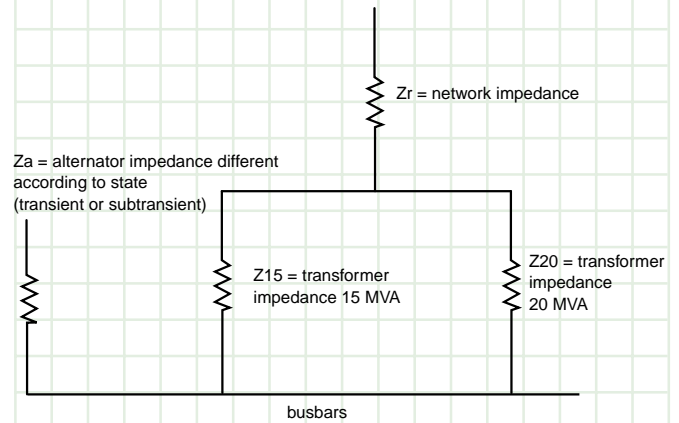 Zr = network impedance
Za = alternator impedance different
according to state
(transient or subtransient)
Z15 = transformer
impedance 15 MVA
Z20 = transformer
impedance
20 MVA
busbars